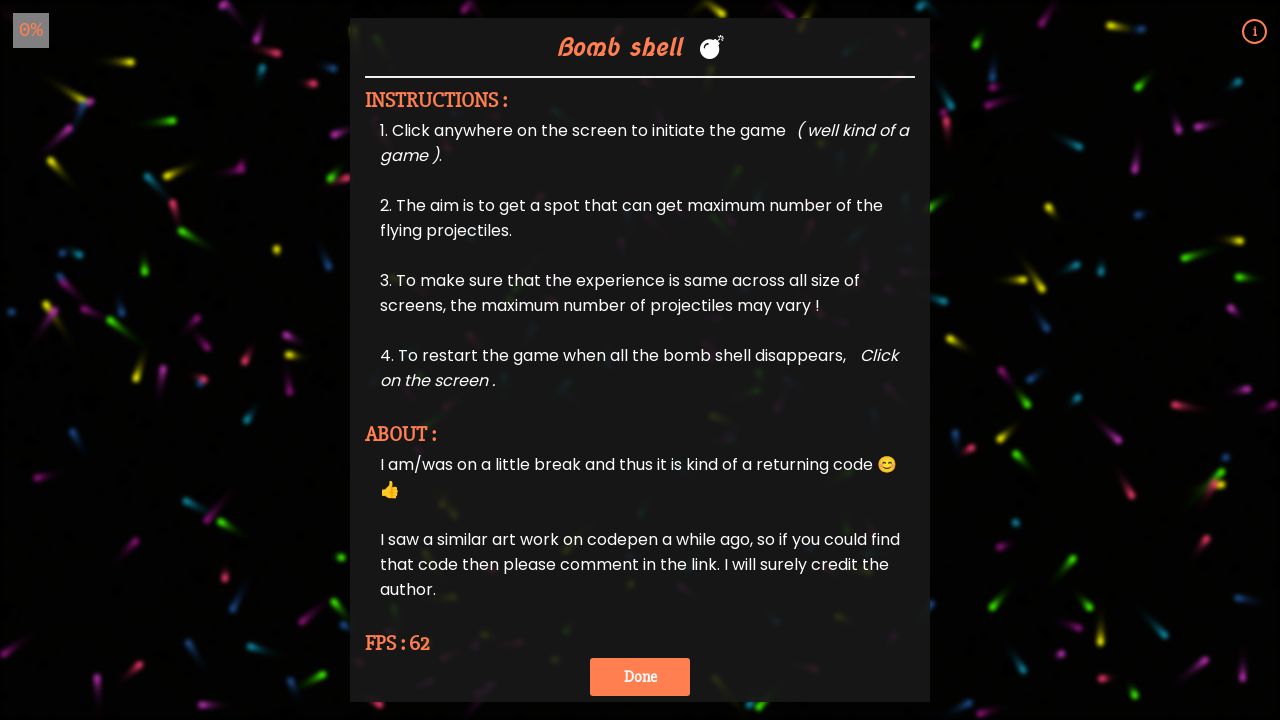 0%
i
Bomb shell 💣
INSTRUCTIONS :
1. Click anywhere on the screen to initiate the game ( well kind of a
game ).
2. The aim is to get a spot that can get maximum number of the
flying projectiles.
3. To make sure that the experience is same across all size of
screens, the maximum number of projectiles may vary !
4. To restart the game when all the bomb shell disappears, Click
on the screen .
ABOUT :
I am/was on a little break and thus it is kind of a returning code 😊
👍
I saw a similar art work on codepen a while ago, so if you could find
that code then please comment in the link. I will surely credit the
author.
FPS : 62
Done